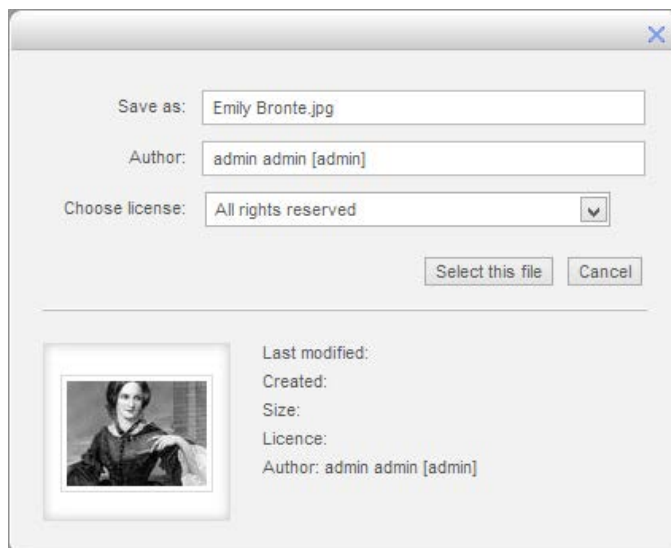 Save as: Emily Bronte.jpg
Author: admin admin [admin]
Choose license: All rights reserved
Select this file Cancel
Last modified:
Created:
Size:
Licence:
Author: admin admin [admin]